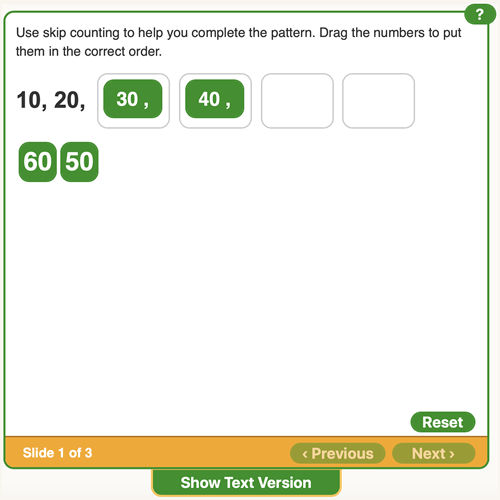 ?
Use skip counting to help you complete the pattern. Drag the numbers to put
them in the correct order.
10, 20, 30 , 40 ,
60 50
Reset
Slide 1 of 3 ‹ Previous Next ›
Show Text Version